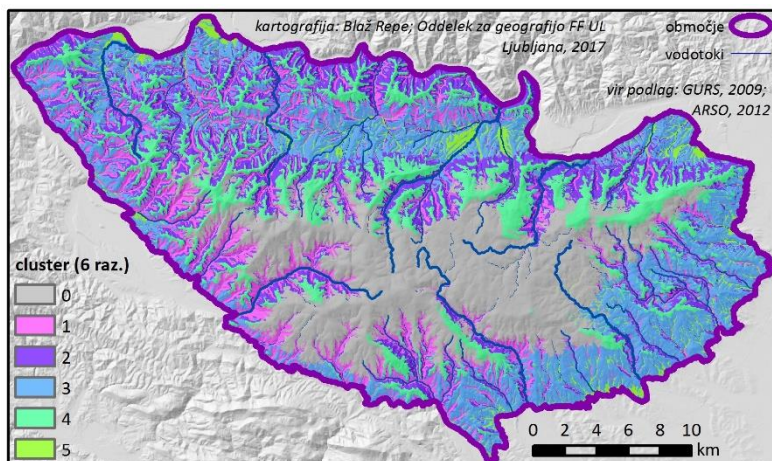 kartografija: Blaž Repe; Oddelek za geografijo FF UL
Ljubljana, 2017
območje
vodotoki
vir podlag: GURS, 2009;
ARSO, 2012
cluster (6 raz.)
0
1
2
3
4
5
0 2 4 6 8 10
km